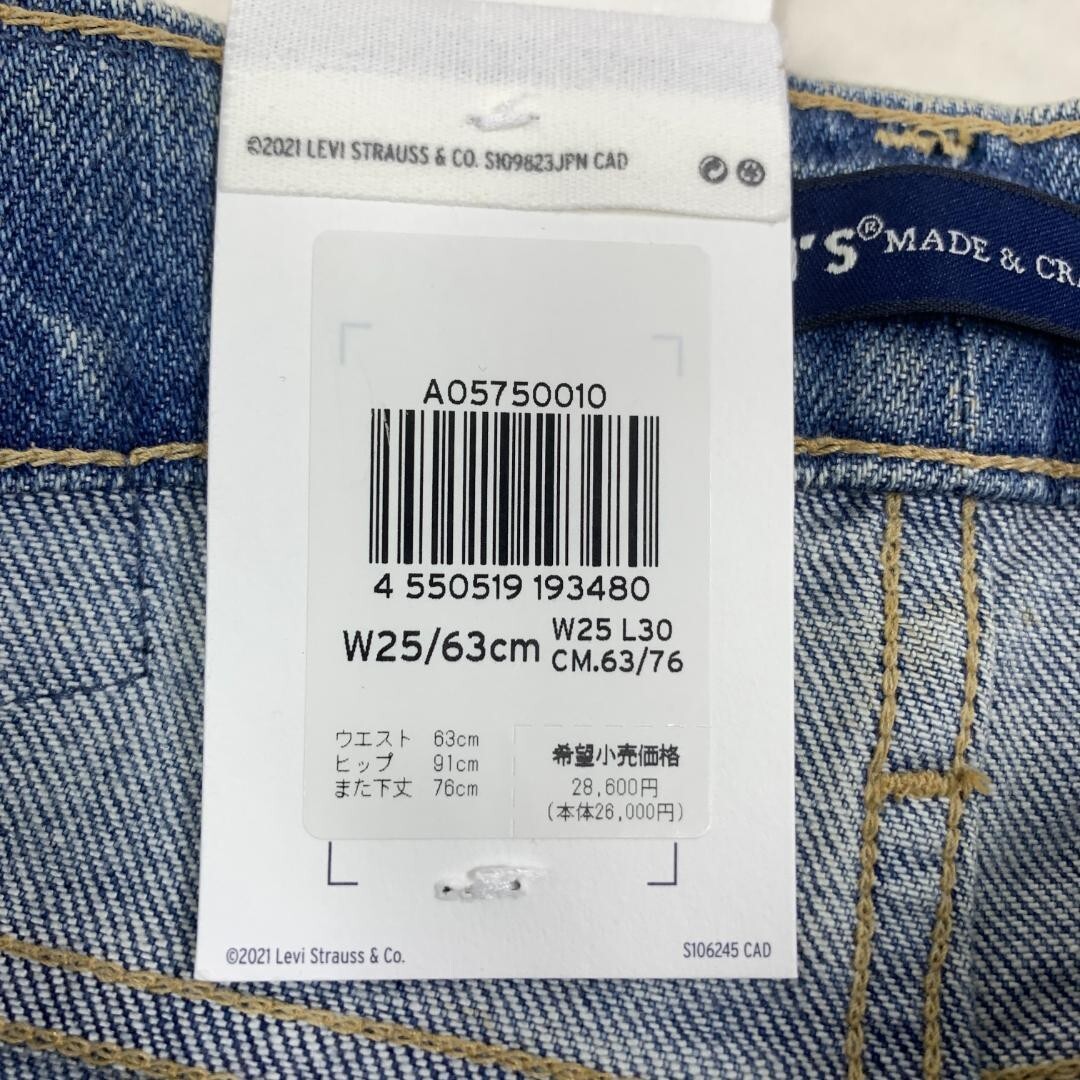 ©2021 LEVI STRAUSS & CO. S109823JPN CAD
'S® MADE & CRA
A05750010
4 550519 193480
W25/63cm
W25 L30
CM.63/76
ウエスト 63cm
ヒップ 91cm
また下丈 76cm
希望小売価格
28,600円
(本体26,000円)
©2021 Levi Strauss & Co.
S106245 CAD